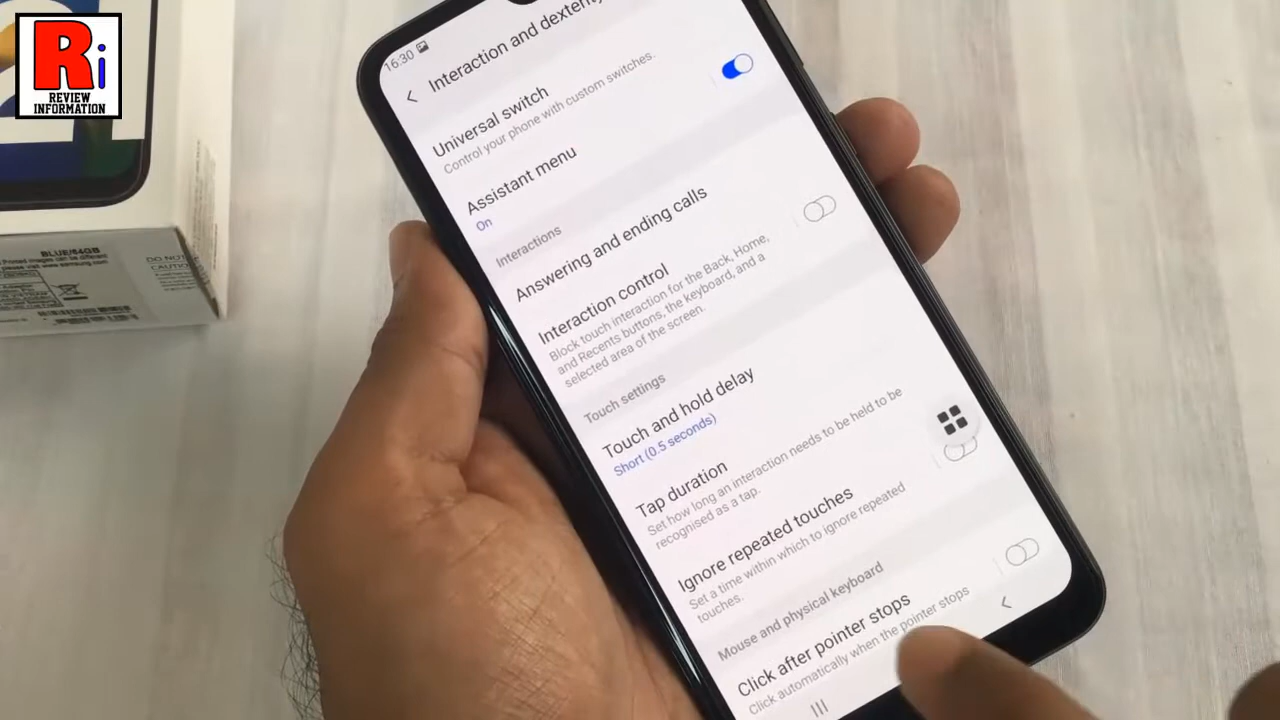 Ri
REVIEW
INFORMATION
21
BLUE/64GB
DO NOT
CAUTI
16:30
Interaction and dexterity
Universal switch
Control your phone with custom switches.
Assistant menu
On
Interactions
Answering and ending calls
Interaction control
Block touch interaction for the Back, Home,
and Recents buttons, the keyboard, and a
selected area of the screen.
Touch settings
Touch and hold delay
Short (0.5 seconds)
Tap duration
Set how long an interaction needs to be held to be
recognised as a tap.
Ignore repeated touches
Set a time within which to ignore repeated
touches.
Mouse and physical keyboard
Click after pointer stops
Click automatically when the pointer stops